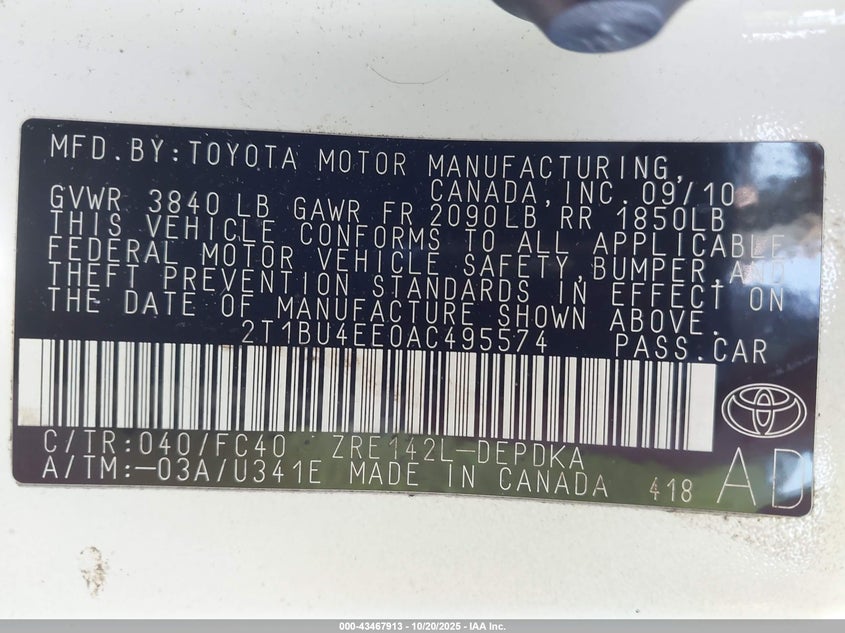 MFD.BY:TOYOTA MOTOR MANUFACTURING,
CANADA,INC. 09/10
GVWR 3840 LB GAWR FR 2090LB RR 1850LB
THIS VEHICLE CONFORMS TO ALL APPLICABLE
FEDERAL MOTOR VEHICLE SAFETY,BUMPER,AND
THEFT PREVENTION STANDARDS IN EFFECT ON
THE DATE OF MANUFACTURE SHOWN ABOVE.
2T1BU4EE0AC495574 PASS.CAR
C/TR:040/FC40 ZRE142L-DEPDKA
A/TM:-03A/U341E MADE IN CANADA 418 AD
000-43467913 - 10/20/2025 - IAA Inc.